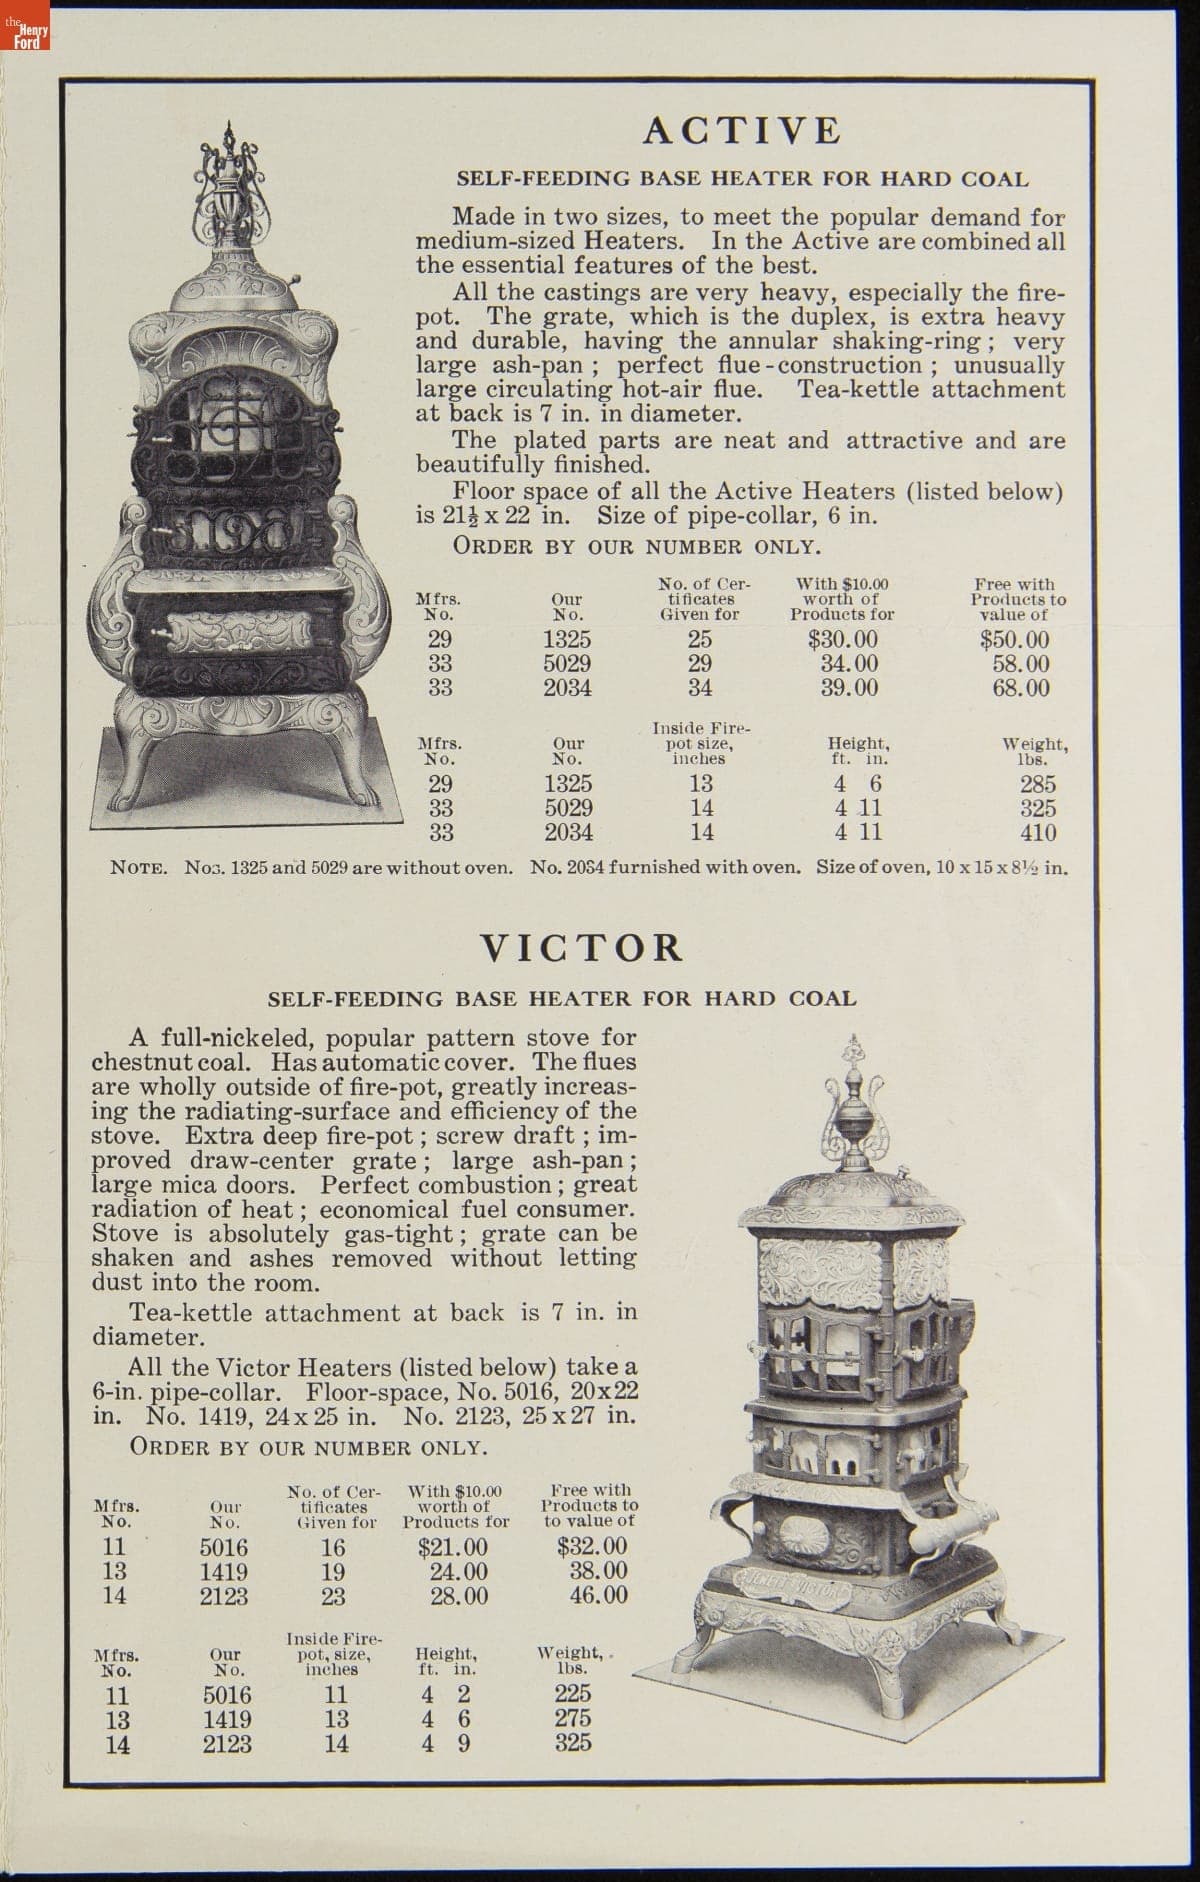 the
Henry
Ford
ACTIVE
SELF-FEEDING BASE HEATER FOR HARD COAL
Made in two sizes, to meet the popular demand for
medium-sized Heaters. In the Active are combined all
the essential features of the best.
All the castings are very heavy, especially the fire-
pot. The grate, which is the duplex, is extra heavy
and durable, having the annular shaking-ring; very
large ash-pan; perfect flue-construction; unusually
large circulating hot-air flue. Tea-kettle attachment
at back is 7 in. in diameter.
The plated parts are neat and attractive and are
beautifully finished.
Floor space of all the Active Heaters (listed below)
is 21½ x 22 in. Size of pipe-collar, 6 in.
ORDER BY OUR NUMBER ONLY.
Mfrs. No. Our No. No. of Cer-tificates Given for With $10.00 worth of Products for Free with Products to value of
29 1325 25 $30.00 $50.00
33 5029 29 34.00 58.00
33 2034 34 39.00 68.00
Mfrs. No. Our No. Inside Fire-pot size, inches Height, ft. in. Weight, lbs.
29 1325 13 4 6 285
33 5029 14 4 11 325
33 2034 14 4 11 410
NOTE. Nos. 1325 and 5029 are without oven. No. 2034 furnished with oven. Size of oven, 10 x 15 x 8½ in.
VICTOR
SELF-FEEDING BASE HEATER FOR HARD COAL
A full-nickeled, popular pattern stove for
chestnut coal. Has automatic cover. The flues
are wholly outside of fire-pot, greatly increas-
ing the radiating-surface and efficiency of the
stove. Extra deep fire-pot; screw draft; im-
proved draw-center grate; large ash-pan;
large mica doors. Perfect combustion; great
radiation of heat; economical fuel consumer.
Stove is absolutely gas-tight; grate can be
shaken and ashes removed without letting
dust into the room.
Tea-kettle attachment at back is 7 in. in
diameter.
All the Victor Heaters (listed below) take a
6-in. pipe-collar. Floor-space, No. 5016, 20x22
in. No. 1419, 24 x 25 in. No. 2123, 25 x 27 in.
ORDER BY OUR NUMBER ONLY.
Mfrs. No. Our No. No. of Cer-tificates Given for With $10.00 worth of Products for Free with Products to to value of
11 5016 16 $21.00 $32.00
13 1419 19 24.00 38.00
14 2123 23 28.00 46.00
Mfrs. No. Our No. Inside Fire-pot, size, inches Height, ft. in. Weight, lbs.
11 5016 11 4 2 225
13 1419 13 4 6 275
14 2123 14 4 9 325
JEWETT VICTOR